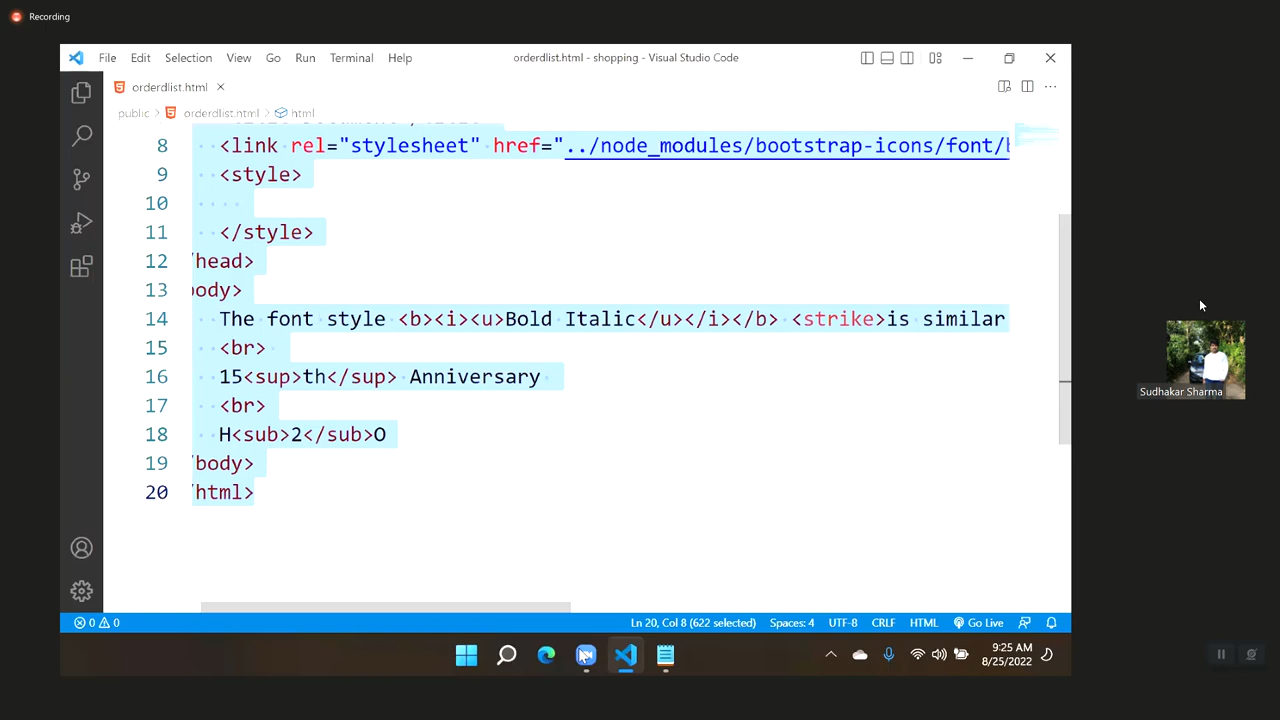 Recording
File Edit Selection View Go Run Terminal Help orderdlist.html - shopping - Visual Studio Code
orderdlist.html
public > orderdlist.html > html
8 <link rel="stylesheet" href="../node_modules/bootstrap-icons/font/b
9 <style>
10
11 </style>
12 /head>
13 body>
14 The font style <b><i><u>Bold Italic</u></i></b> <strike>is similar
15 <br>
16 15<sup>th</sup> Anniversary
17 <br>
18 H<sub>2</sub>O
19 /body>
20 /html>
Sudhakar Sharma
0 0 Ln 20, Col 8 (622 selected) Spaces: 4 UTF-8 CRLF HTML Go Live
9:25 AM
8/25/2022